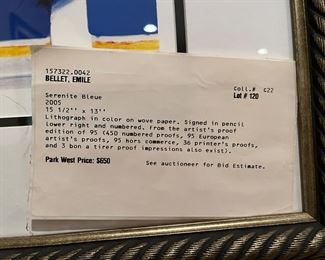 157322.0042
BELLET, EMILE
Coll.# c22
Lot # 120
Serenite Bleue
2005
15 1/2" x 13"
Lithograph in color on wove paper. Signed in pencil
lower right and numbered, from the artist's proof
edition of 95 (450 numbered proofs, 95 European
artist's proofs, 95 hors commerce, 36 printer's proofs,
and 3 bon a tirer proof impressions also exist).
Park West Price: $650
See auctioneer for Bid Estimate.